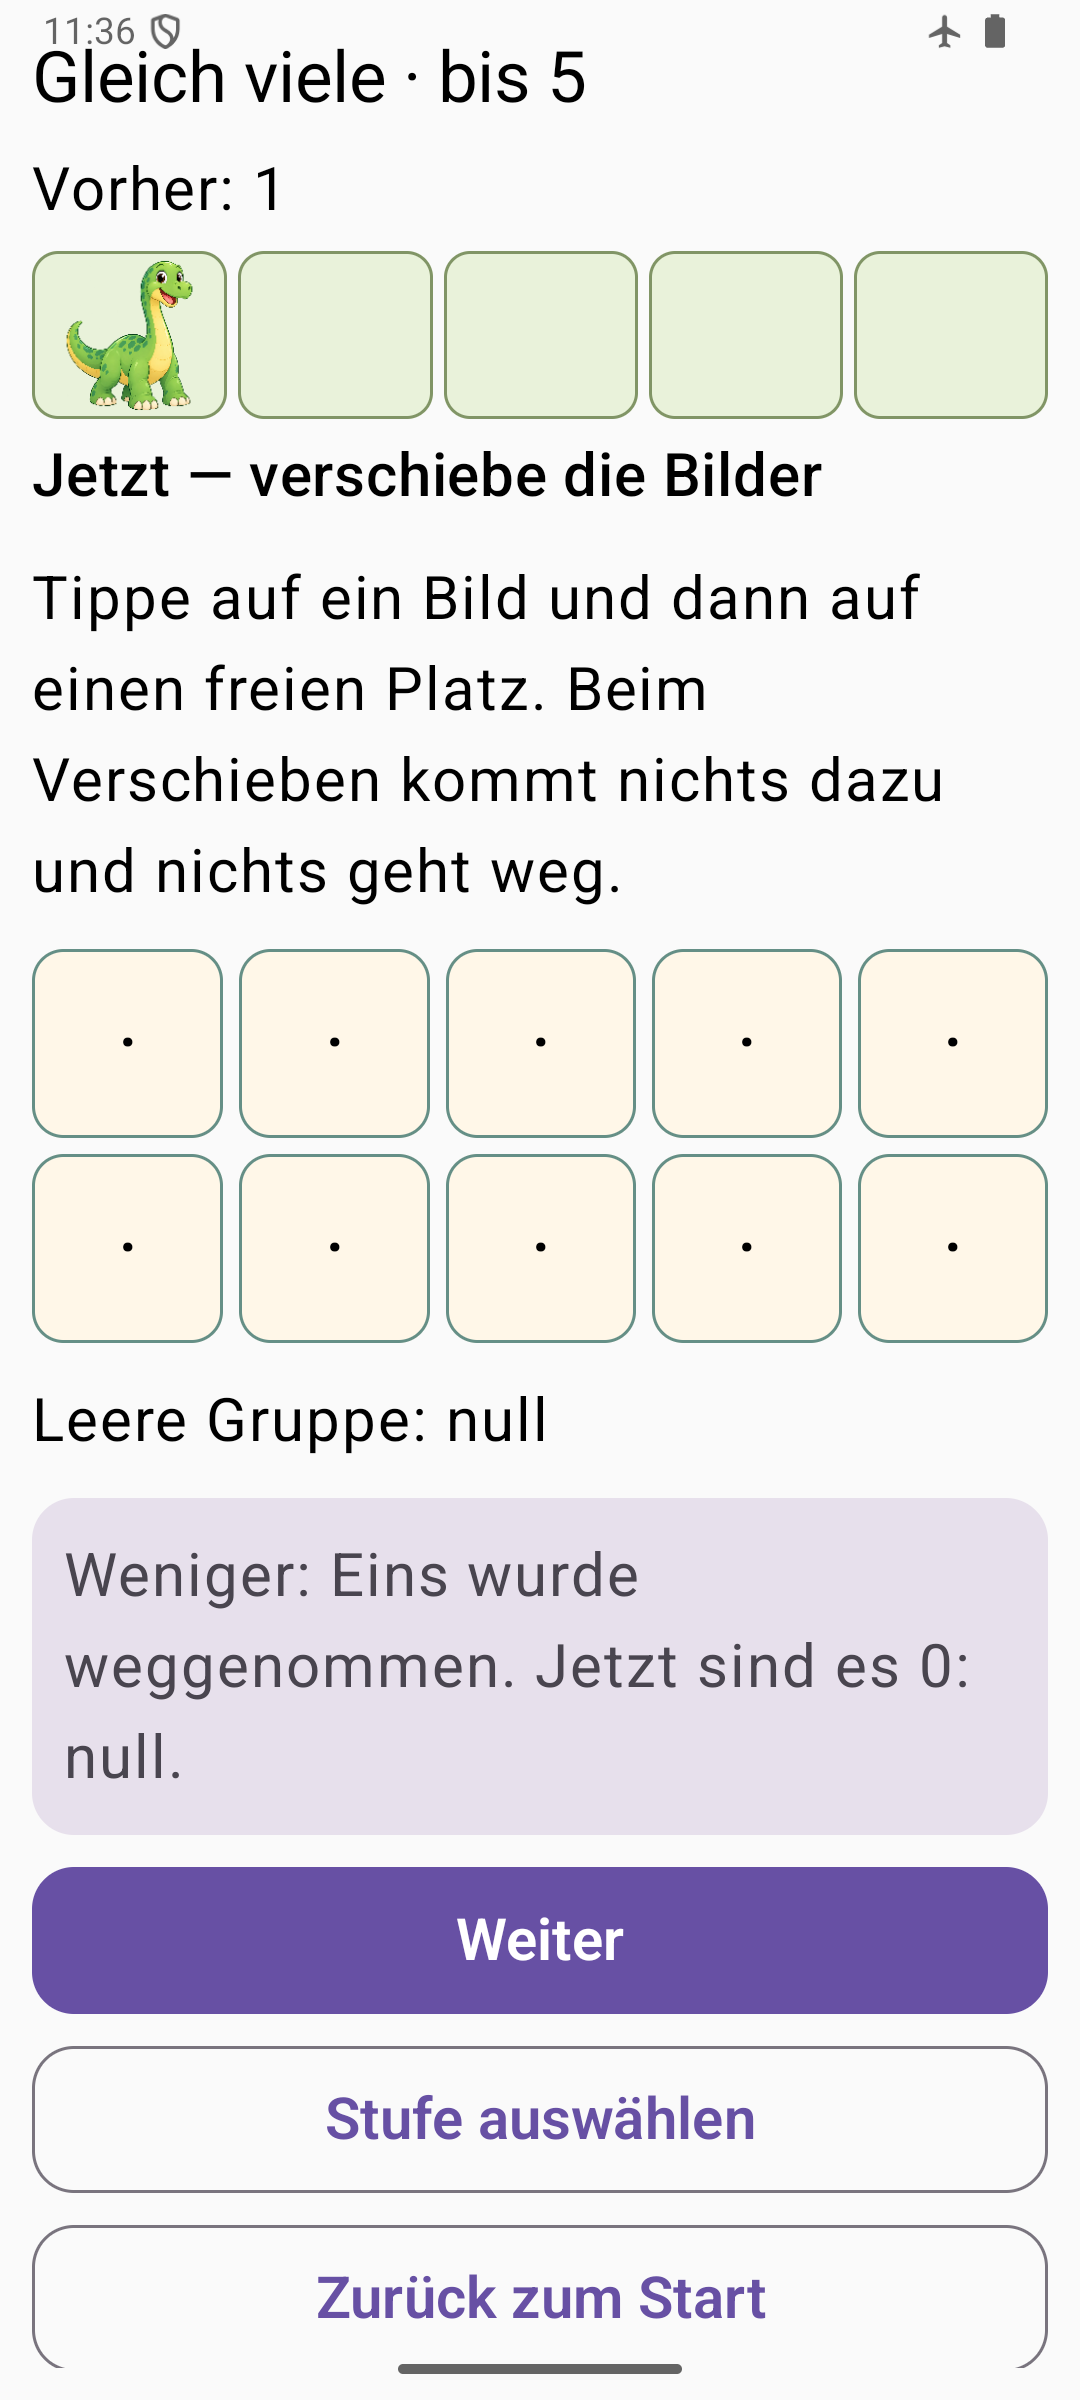 11:36
Gleich viele · bis 5
Vorher: 1
Jetzt — verschiebe die Bilder
Tippe auf ein Bild und dann auf
einen freien Platz. Beim
Verschieben kommt nichts dazu
und nichts geht weg.
· · · · ·
· · · · ·
Leere Gruppe: null
Weniger: Eins wurde
weggenommen. Jetzt sind es 0:
null.
Weiter
Stufe auswählen
Zurück zum Start